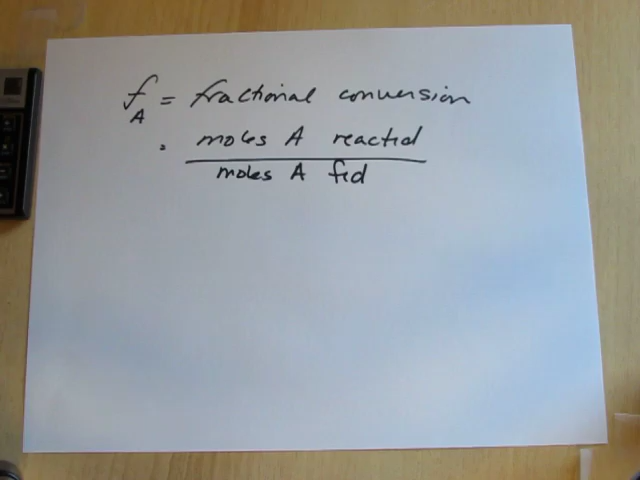 f_A = fractional conversion
= moles A reacted
moles A fed